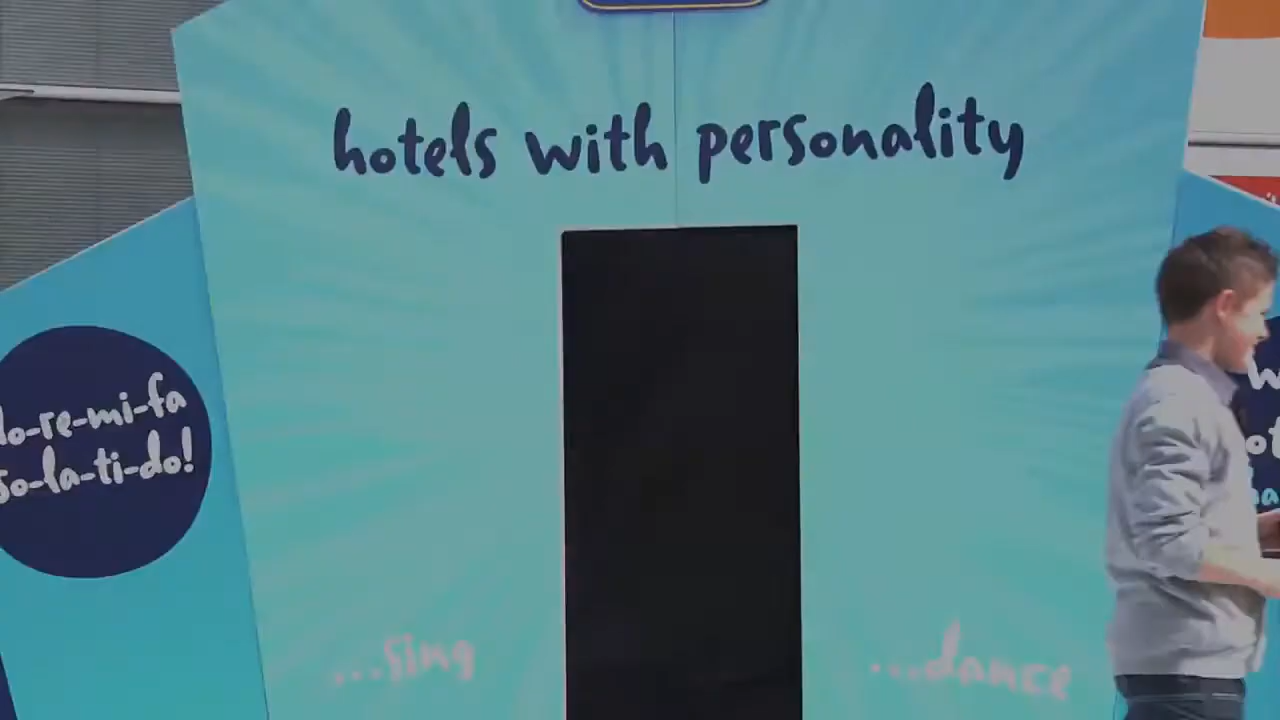 hotels with personality
do-re-mi-fa
so-la-ti-do!
...sing
...dance